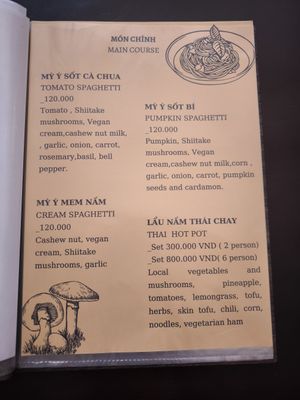 MÓN CHÍNH
MAIN COURSE
MỲ Ý SỐT CÀ CHUA
TOMATO SPAGHETTI
_120.000
Tomato , Shiitake
mushrooms, Vegan
cream,cashew nut milk,
, garlic, onion, carrot,
rosemary,basil, bell
pepper.
MỲ Ý SỐT BÍ
PUMPKIN SPAGHETTI
_120.000
Pumpkin, Shiitake
mushrooms, Vegan
cream,cashew nut milk,corn ,
garlic, onion, carrot, pumpkin
seeds and cardamon.
MỲ Ý MEM NẤM
CREAM SPAGHETTI
_120.000
Cashew nut, vegan
cream, Shiitake
mushrooms, garlic
LẨU NẤM THÁI CHAY
THAI HOT POT
_Set 300.000 VND ( 2 person)
_Set 800.000 VND( 6 person)
Local vegetables and
mushrooms, pineapple,
tomatoes, lemongrass, tofu,
herbs, skin tofu, chili, corn,
noodles, vegetarian ham